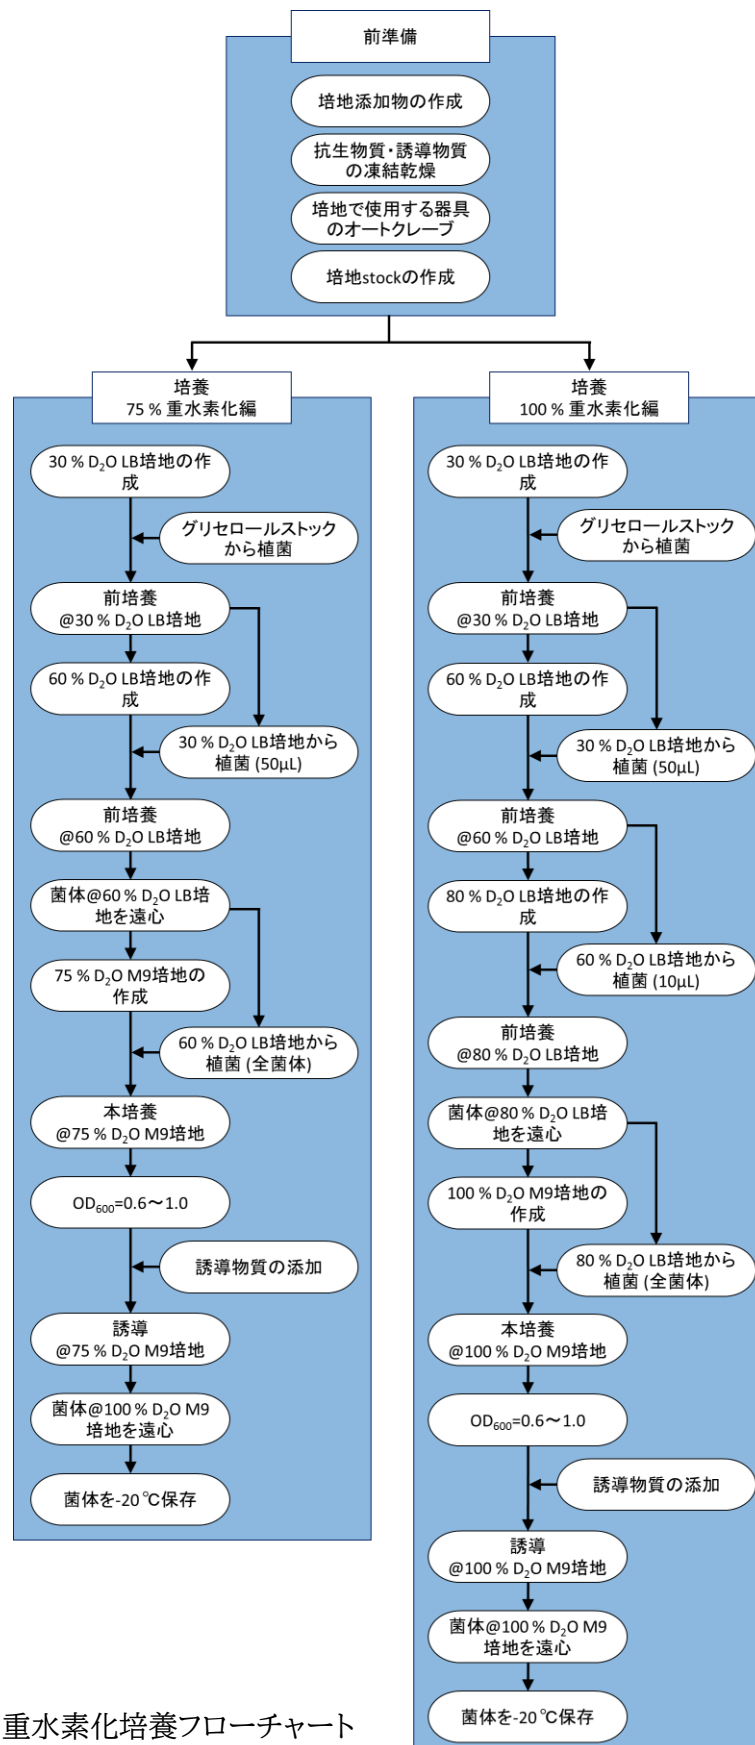 前準備
培地添加物の作成
抗生物質・誘導物質
の凍結乾燥
培地で使用する器具
のオートクレーブ
培地stockの作成
培養
75 % 重水素化編
30 % D₂O LB培地の作
成
グリセロールストック
から植菌
前培養
@30 % D₂O LB培地
60 % D₂O LB培地の作
成
30 % D₂O LB培地から
植菌 (50μL)
前培養
@60 % D₂O LB培地
菌体@60 % D₂O LB培
地を遠心
75 % D₂O M9培地の
作成
60 % D₂O LB培地から
植菌 (全菌体)
本培養
@75 % D₂O M9培地
OD₆₀₀=0.6～1.0
誘導物質の添加
誘導
@75 % D₂O M9培地
菌体@100 % D₂O M9
培地を遠心
菌体を-20 ℃保存
培養
100 % 重水素化編
30 % D₂O LB培地の作
成
グリセロールストック
から植菌
前培養
@30 % D₂O LB培地
60 % D₂O LB培地の作
成
30 % D₂O LB培地から
植菌 (50μL)
前培養
@60 % D₂O LB培地
80 % D₂O LB培地の作
成
60 % D₂O LB培地から
植菌 (10μL)
前培養
@80 % D₂O LB培地
菌体@80 % D₂O LB培
地を遠心
100 % D₂O M9培地の
作成
80 % D₂O LB培地から
植菌 (全菌体)
本培養
@100 % D₂O M9培地
OD₆₀₀=0.6～1.0
誘導物質の添加
誘導
@100 % D₂O M9培地
菌体@100 % D₂O M9
培地を遠心
菌体を-20 ℃保存
重水素化培養フローチャート